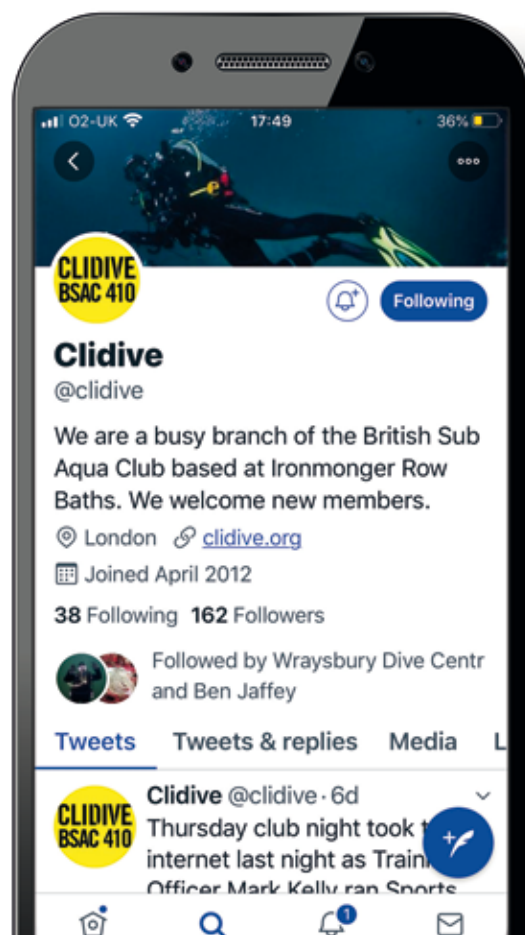 O2-UK 17:49 36%
CLIDIVE
BSAC 410
Following
Clidive
@clidive
We are a busy branch of the British Sub
Aqua Club based at Ironmonger Row
Baths. We welcome new members.
London clidive.org
Joined April 2012
38 Following 162 Followers
Followed by Wraysbury Dive Centr
and Ben Jaffey
Tweets Tweets & replies Media L
CLIDIVE
BSAC 410
Clidive @clidive · 6d
Thursday club night took t
internet last night as Traini
Officer Mark Kelly ran Sports
1